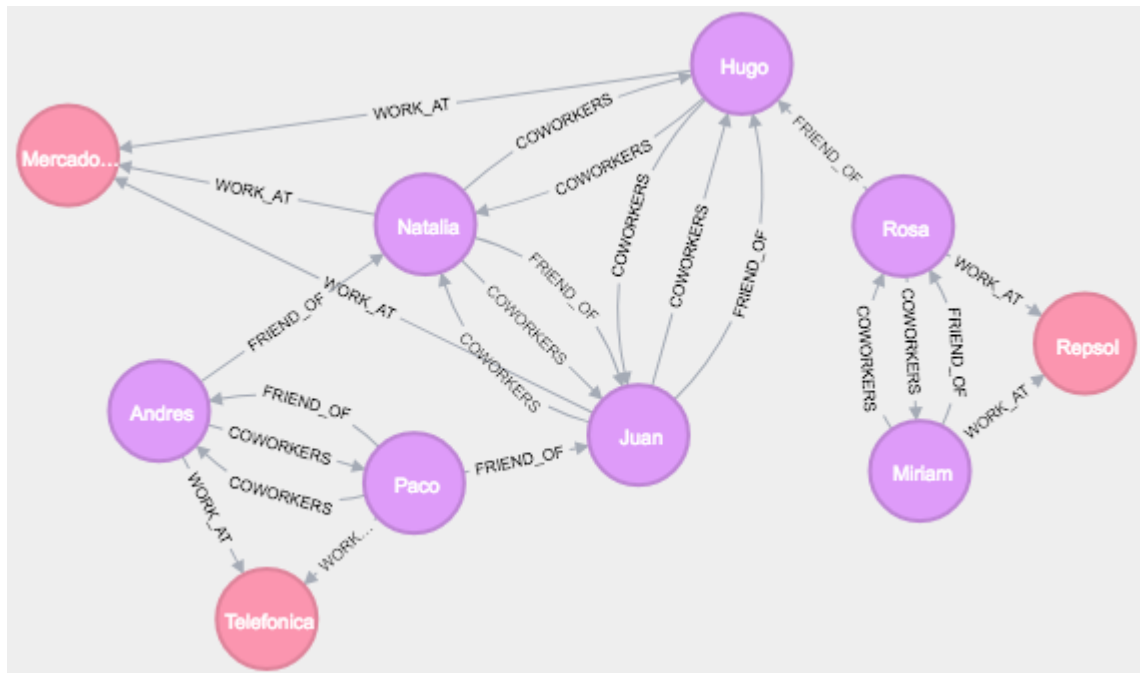 Hugo
WORK_AT
COWORKERS
Mercado...
FRIEND_OF
COWORKERS
WORK_AT
Natalia
COWORKERS
COWORKERS
FRIEND_OF
Rosa
FRIEND_OF
WORK_AT
WORK_AT
COWORKERS
FRIEND_OF
COWORKERS
COWORKERS
COWORKERS
FRIEND_OF
Repsol
Andres
FRIEND_OF
WORK_AT
COWORKERS
Juan
FRIEND_OF
Miriam
COWORKERS
Paco
WORK_AT
WORK...
Telefonica